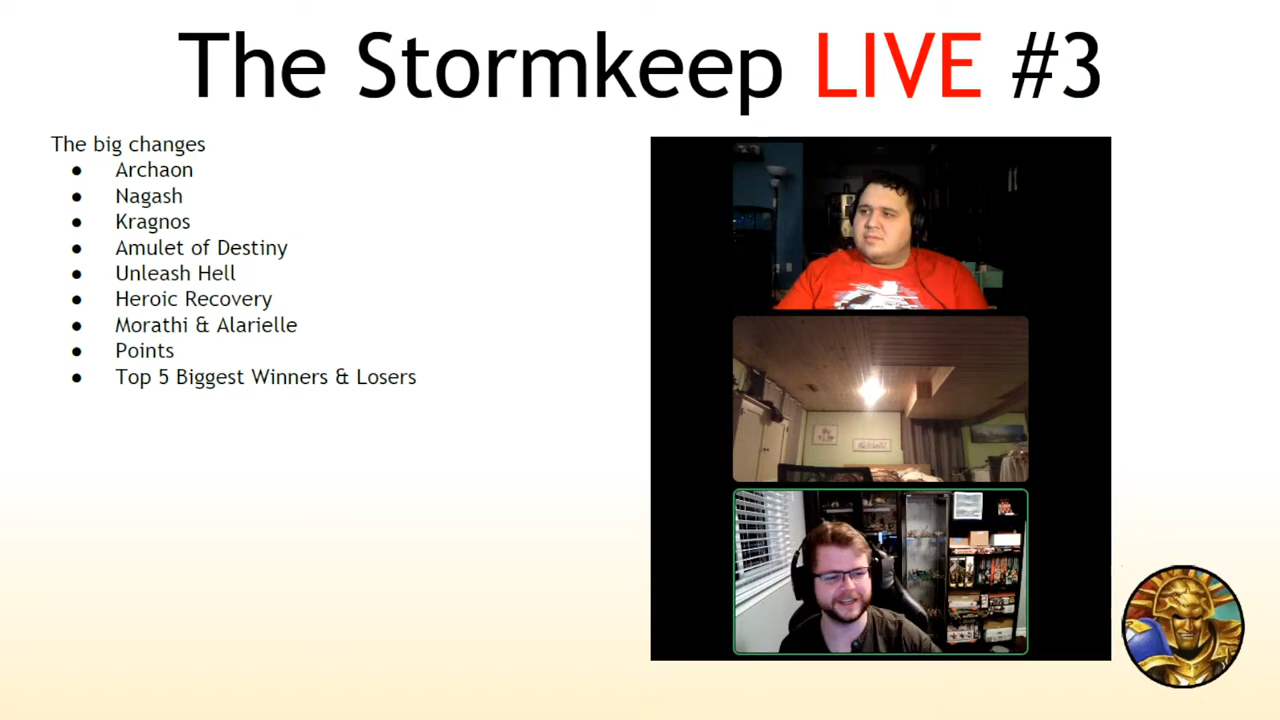 The Stormkeep LIVE #3
The big changes
● Archaon
● Nagash
● Kragnos
● Amulet of Destiny
● Unleash Hell
● Heroic Recovery
● Morathi & Alarielle
● Points
● Top 5 Biggest Winners & Losers